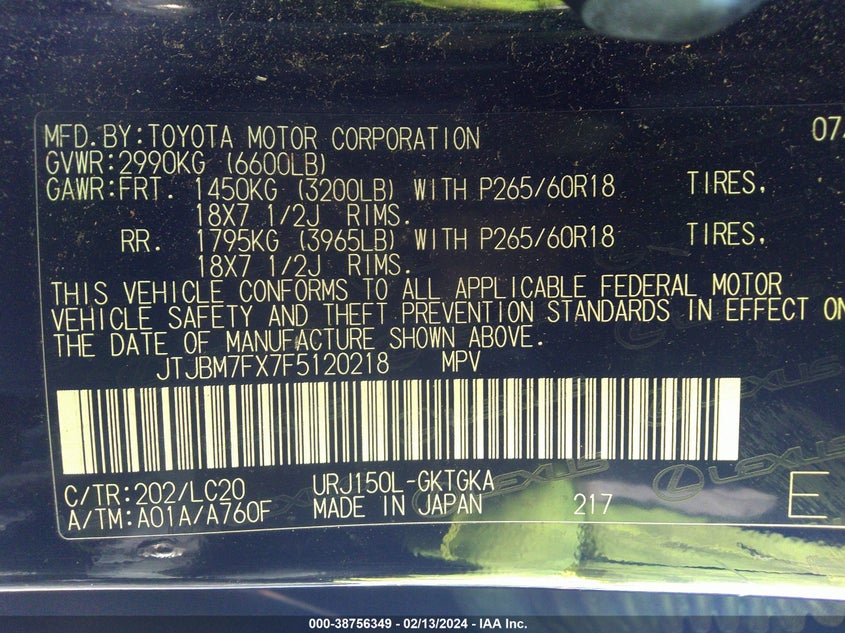 MFD. BY: TOYOTA MOTOR CORPORATION 07
GVWR: 2990KG (6600LB)
GAWR: FRT. 1450KG (3200LB) WITH P265/60R18 TIRES,
18X7 1/2J RIMS.
RR. 1795KG (3965LB) WITH P265/60R18 TIRES,
18X7 1/2J RIMS.
THIS VEHICLE CONFORMS TO ALL APPLICABLE FEDERAL MOTOR
VEHICLE SAFETY AND THEFT PREVENTION STANDARDS IN EFFECT ON
THE DATE OF MANUFACTURE SHOWN ABOVE.
JTJBM7FX7F5120218 MPV
C/TR: 202/LC20 URJ150L-GKTGKA
A/TM: A01A/A760F MADE IN JAPAN 217 E
LEXUS
LEXUS
000-38756349 — 02/13/2024 — IAA Inc.